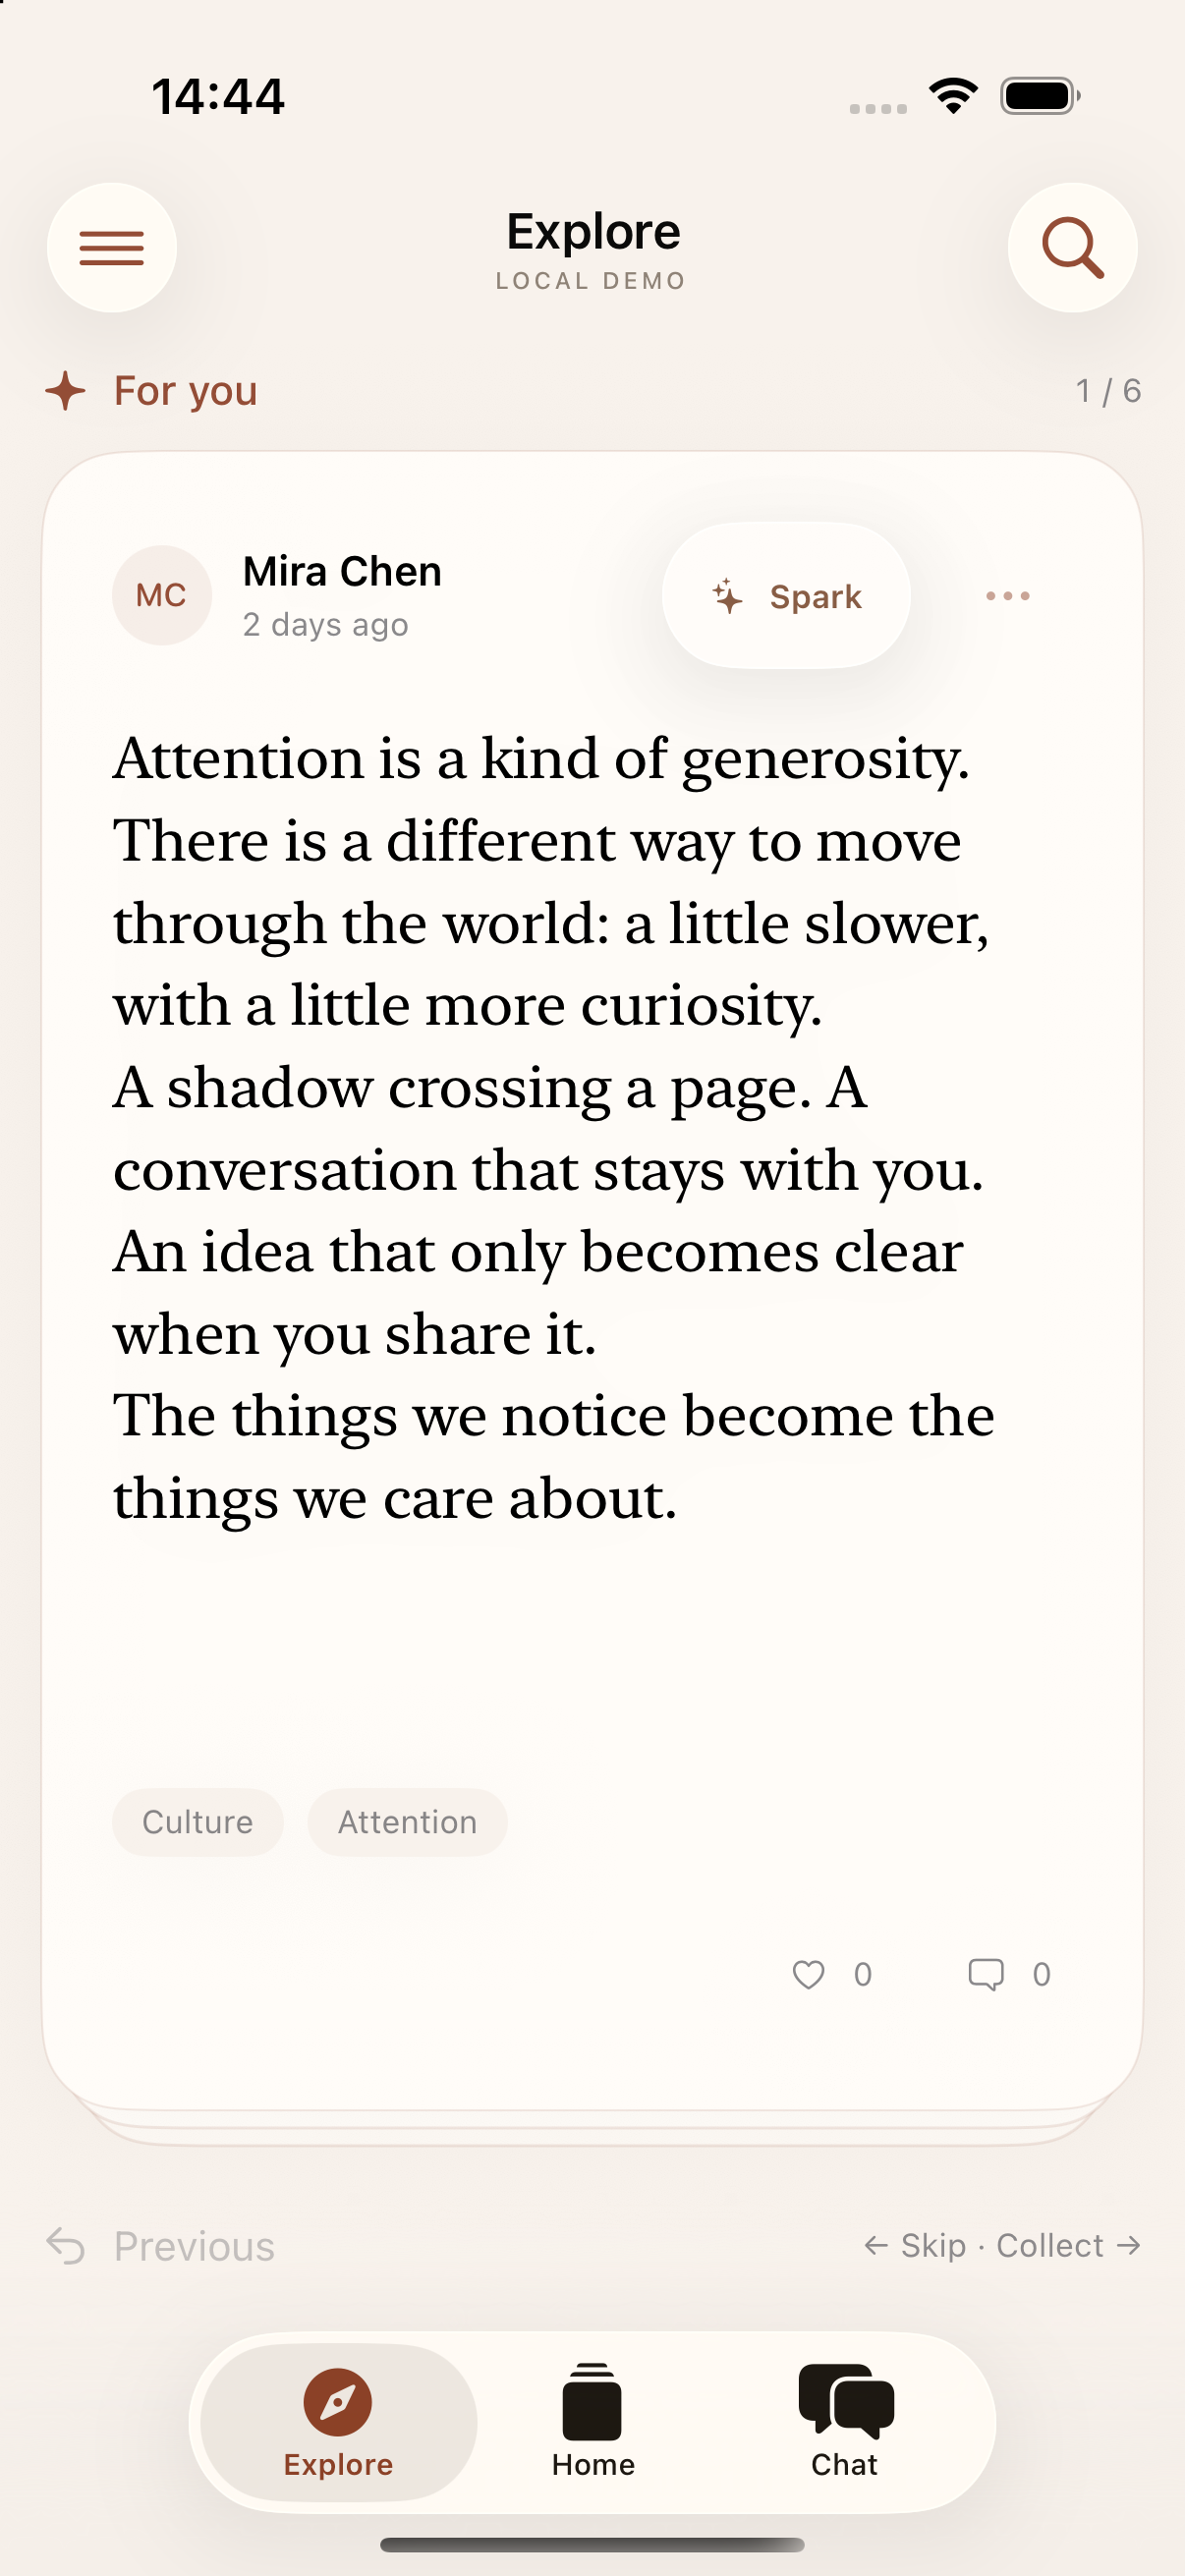 14:44
Explore
LOCAL DEMO
For you
1 / 6
MC
Mira Chen
2 days ago
Spark
Attention is a kind of generosity.
There is a different way to move
through the world: a little slower,
with a little more curiosity.
A shadow crossing a page. A
conversation that stays with you.
An idea that only becomes clear
when you share it.
The things we notice become the
things we care about.
Culture
Attention
0
0
Previous
← Skip · Collect →
Explore
Home
Chat